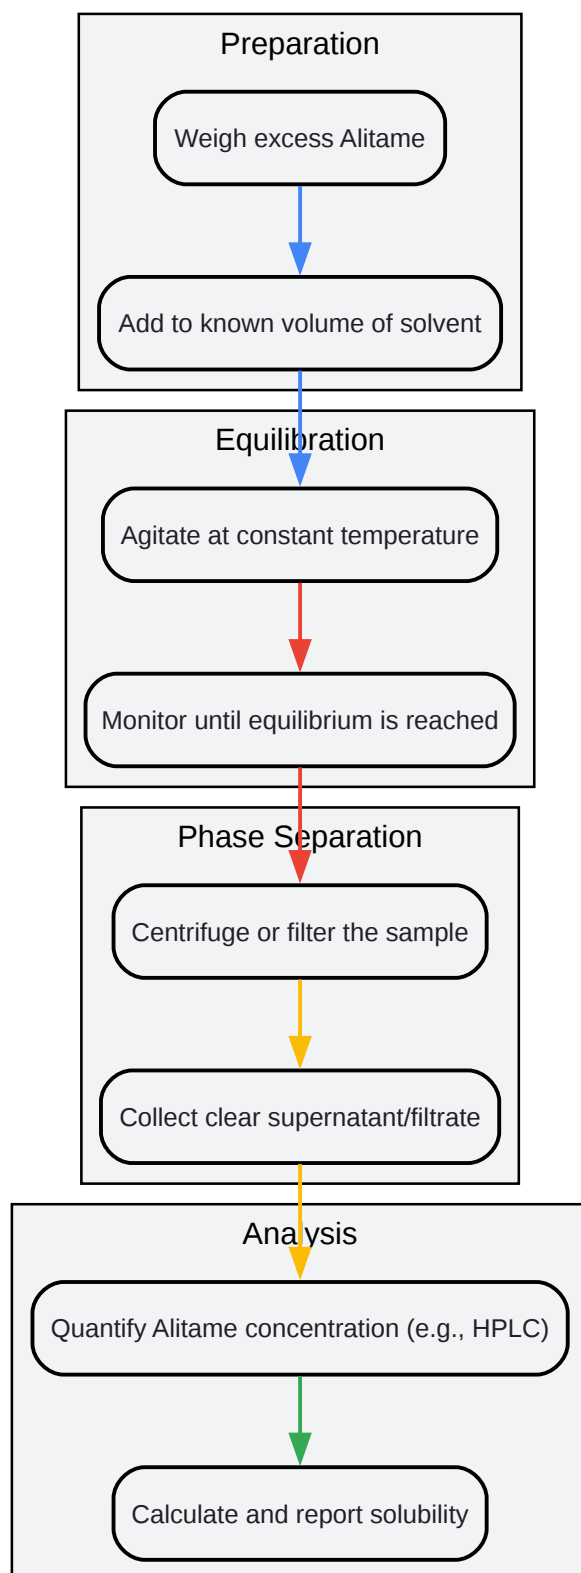 Preparation
Weigh excess Alitame
Add to known volume of solvent
Equilibration
Agitate at constant temperature
Monitor until equilibrium is reached
Phase Separation
Centrifuge or filter the sample
Collect clear supernatant/filtrate
Analysis
Quantify Alitame concentration (e.g., HPLC)
Calculate and report solubility